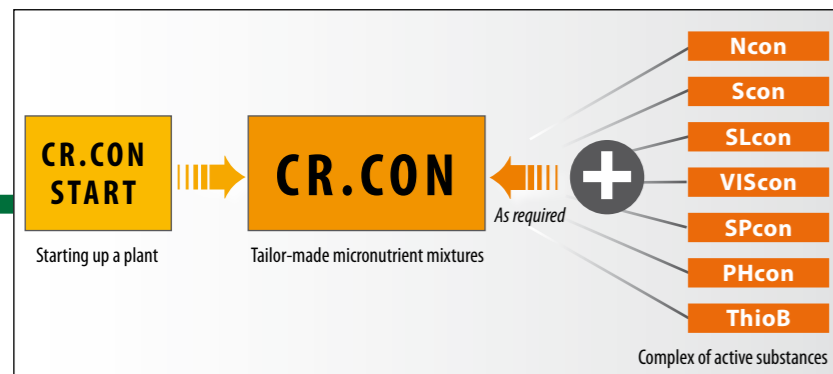 CR.CON
START
Starting up a plant
CR.CON
Tailor-made micronutrient mixtures
As required
Ncon
Scon
SLcon
VIScon
SPcon
PHcon
ThioB
Complex of active substances